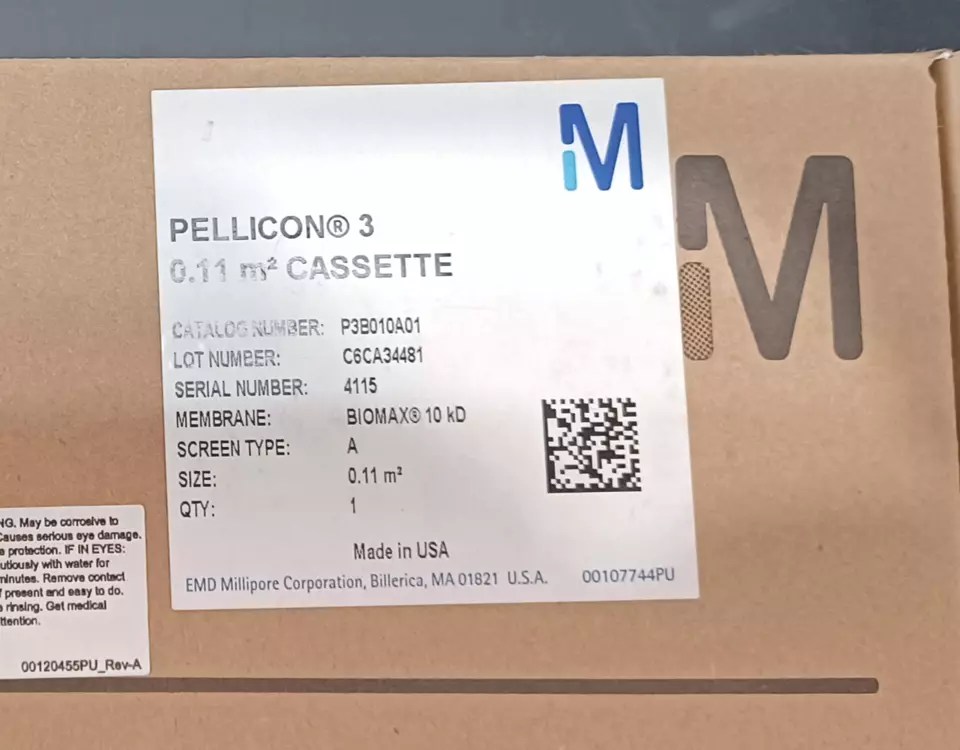 M
PELLICON® 3
0.11 m² CASSETTE
CATALOG NUMBER: P3B010A01
LOT NUMBER: C6CA34481
SERIAL NUMBER: 4115
MEMBRANE: BIOMAX® 10 kD
SCREEN TYPE: A
SIZE: 0.11 m²
QTY: 1
Made in USA
EMD Millipore Corporation, Billerica, MA 01821 U.S.A. 00107744PU
M
NG. May be corrosive to
Causes serious eye damage.
protection. IF IN EYES:
utiously with water for
minutes. Remove contact
f present and easy to do.
rinsing. Get medical
ttention.
00120455PU_Rev-A